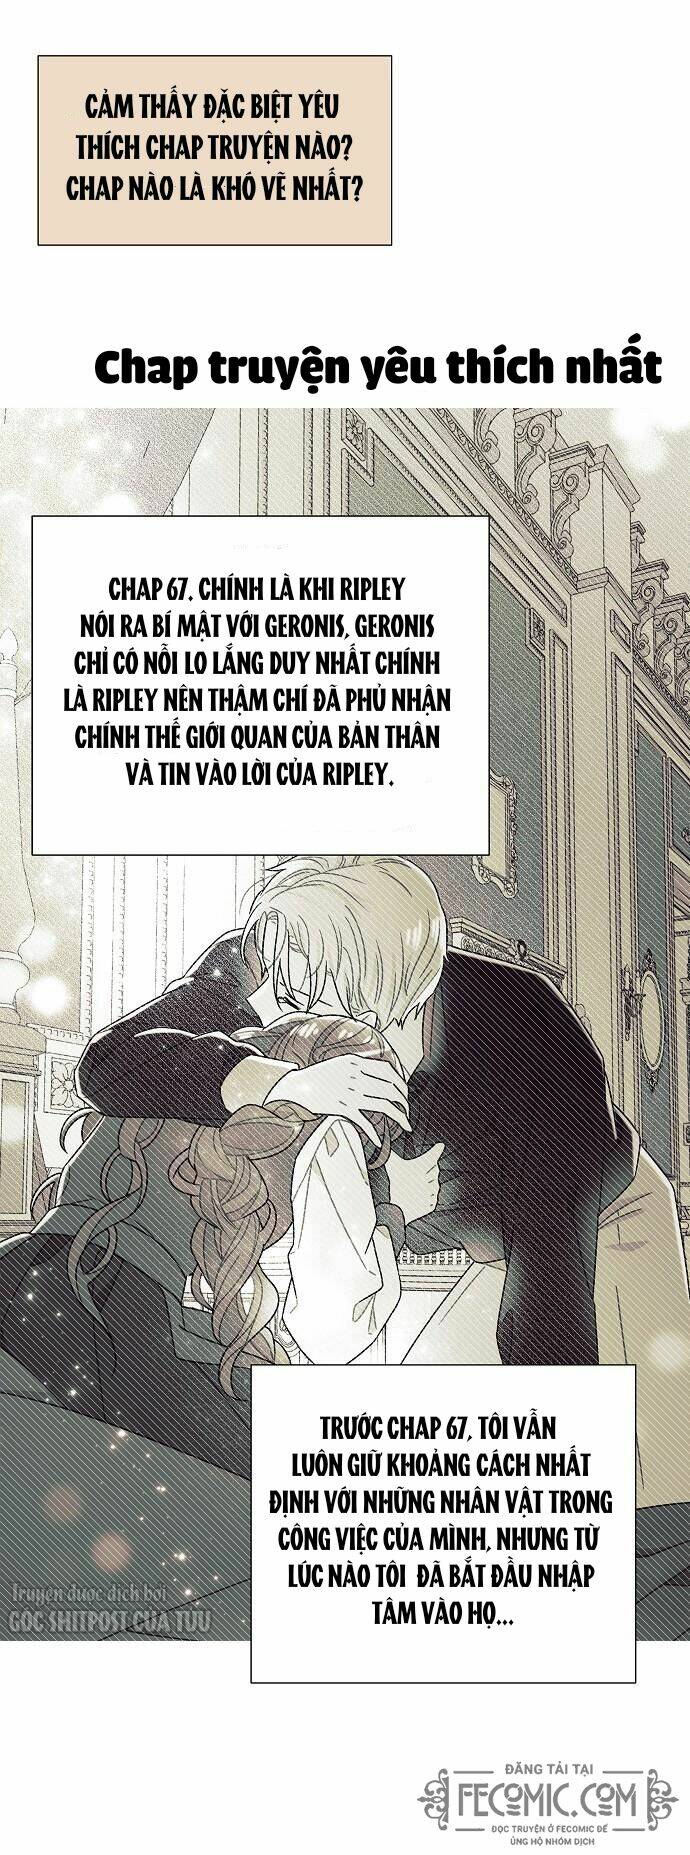 CẢM THẤY ĐẶC BIỆT YÊU
THÍCH CHAP TRUYỆN NÀO?
CHAP NÀO LÀ KHÓ VẼ NHẤT?
Chap truyện yêu thích nhất
CHAP 67. CHÍNH LÀ KHI RIPLEY
NÓI RA BÍ MẬT VỚI GERONIS, GERONIS
CHỈ CÓ NỖI LO LẮNG DUY NHẤT CHÍNH
LÀ RIPLEY NÊN THẬM CHÍ ĐÃ PHỦ NHẬN
CHÍNH THẾ GIỚI QUAN CỦA BẢN THÂN
VÀ TIN VÀO LỜI CỦA RIPLEY.
TRƯỚC CHAP 67, TÔI VẪN
LUÔN GIỮ KHOẢNG CÁCH NHẤT
ĐỊNH VỚI NHỮNG NHÂN VẬT TRONG
CÔNG VIỆC CỦA MÌNH, NHƯNG TỪ
LÚC NÀO TÔI ĐÃ BẮT ĐẦU NHẬP
TÂM VÀO HỌ...
Truyện được dịch bởi
GÓC SHITPOST CỦA TUU
ĐĂNG TẢI TẠI
FECOMIC.COM
ĐỌC TRUYỆN Ở FECOMIC ĐỂ
ỦNG HỘ NHÓM DỊCH